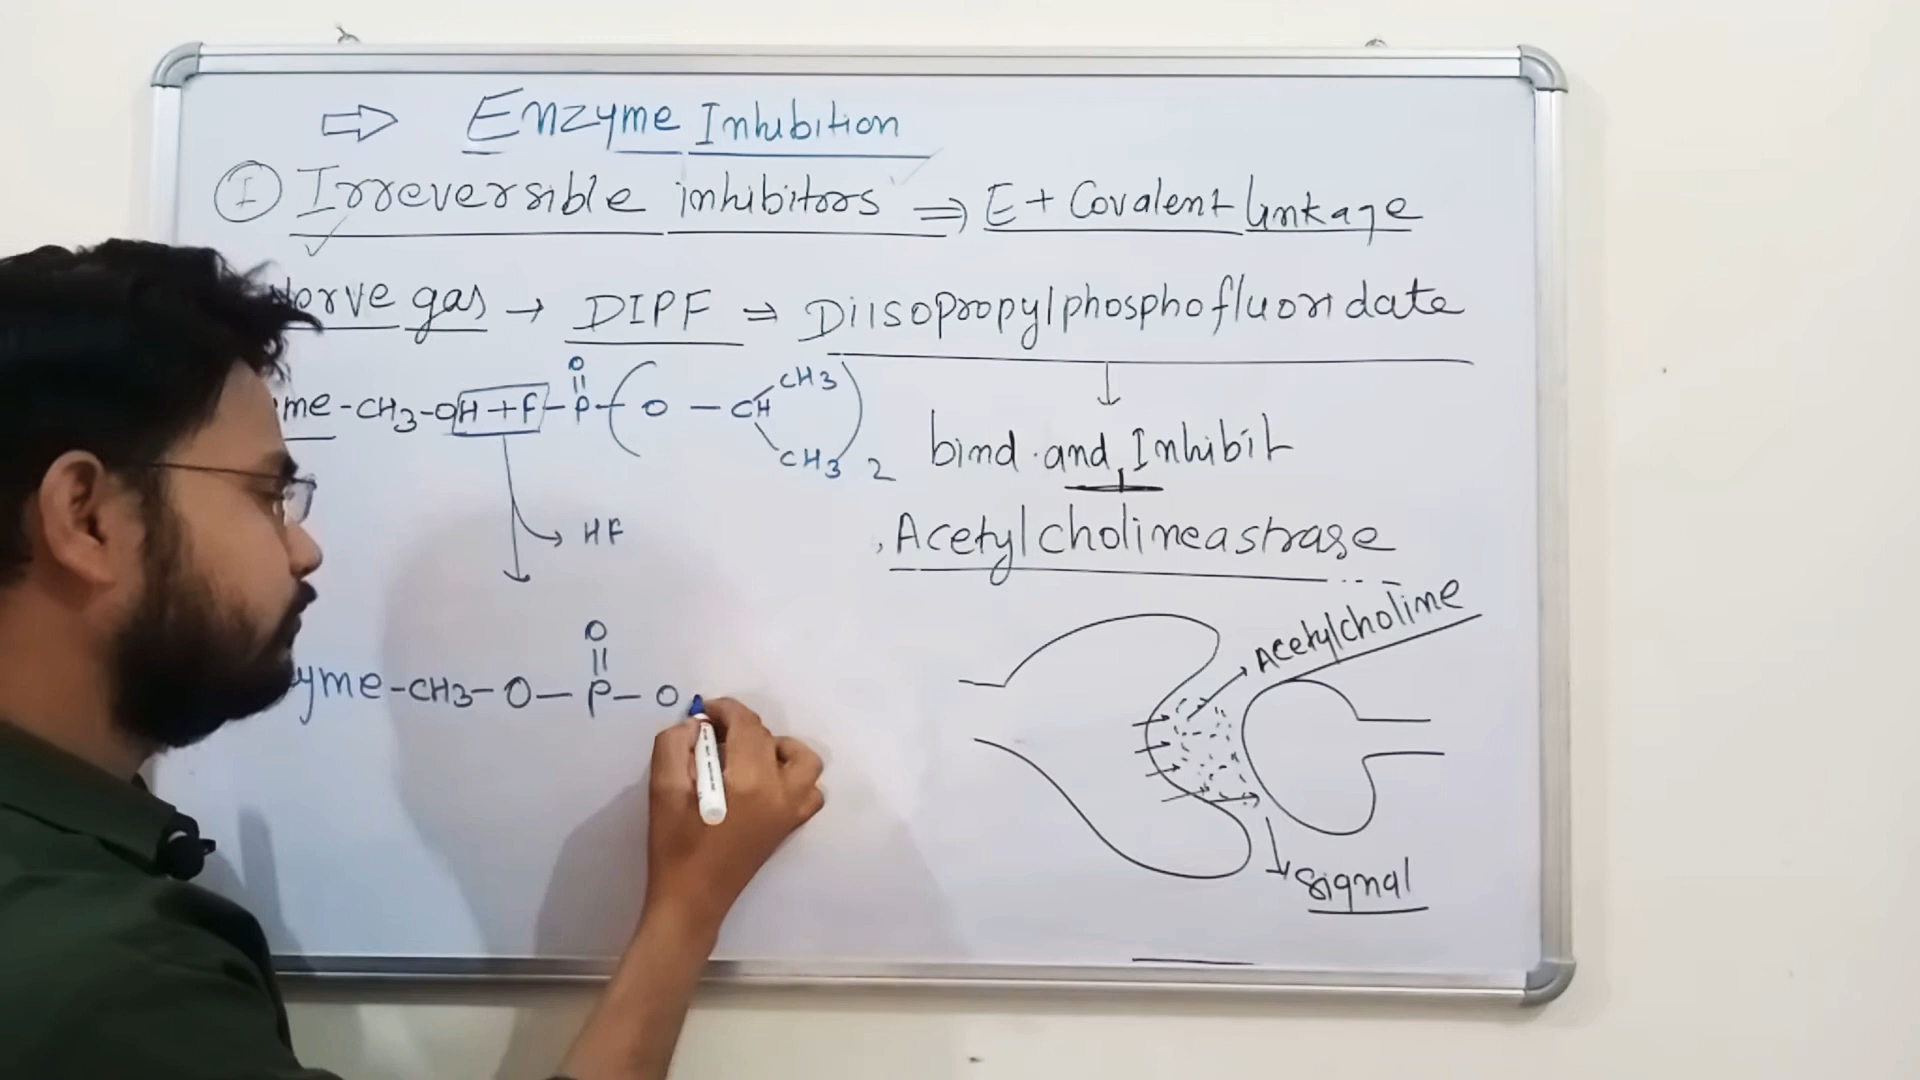 ⇒ Enzyme Inhibition
I Irreversible inhibitors ⇒ E + Covalent linkage
Nerve gas → DIPF ⇒ Diisopropylphosphofluoridate
O
me-CH3-OH+F-P-( O - CH
CH3
CH3 ) 2
bind and Inhibit
HF
Acetylcholineastrase
Acetylcholine
O
yme-CH3-O-P-O
Signal